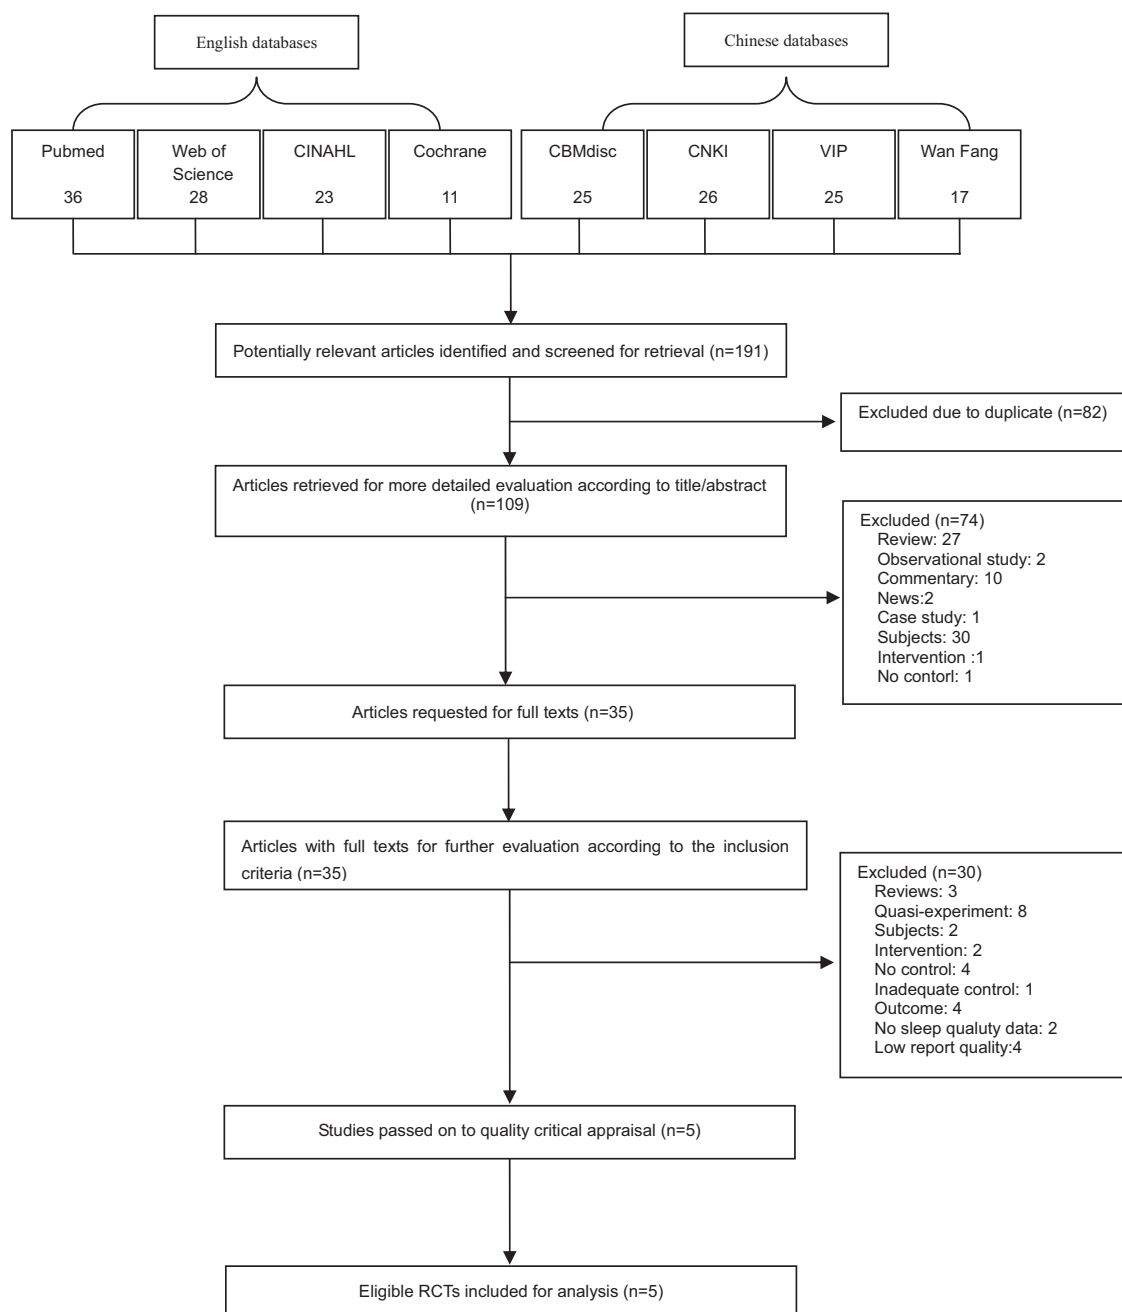 English databases
Chinese databases
Pubmed
36
Web of
Science
28
CINAHL
23
Cochrane
11
CBMdisc
25
CNKI
26
VIP
25
Wan Fang
17
Potentially relevant articles identified and screened for retrieval (n=191)
Excluded due to duplicate (n=82)
Articles retrieved for more detailed evaluation according to title/abstract
(n=109)
Excluded (n=74)
Review: 27
Observational study: 2
Commentary: 10
News:2
Case study: 1
Subjects: 30
Intervention :1
No contorl: 1
Articles requested for full texts (n=35)
Articles with full texts for further evaluation according to the inclusion
criteria (n=35)
Excluded (n=30)
Reviews: 3
Quasi-experiment: 8
Subjects: 2
Intervention: 2
No control: 4
Inadequate control: 1
Outcome: 4
No sleep qualuty data: 2
Low report quality:4
Studies passed on to quality critical appraisal (n=5)
Eligible RCTs included for analysis (n=5)